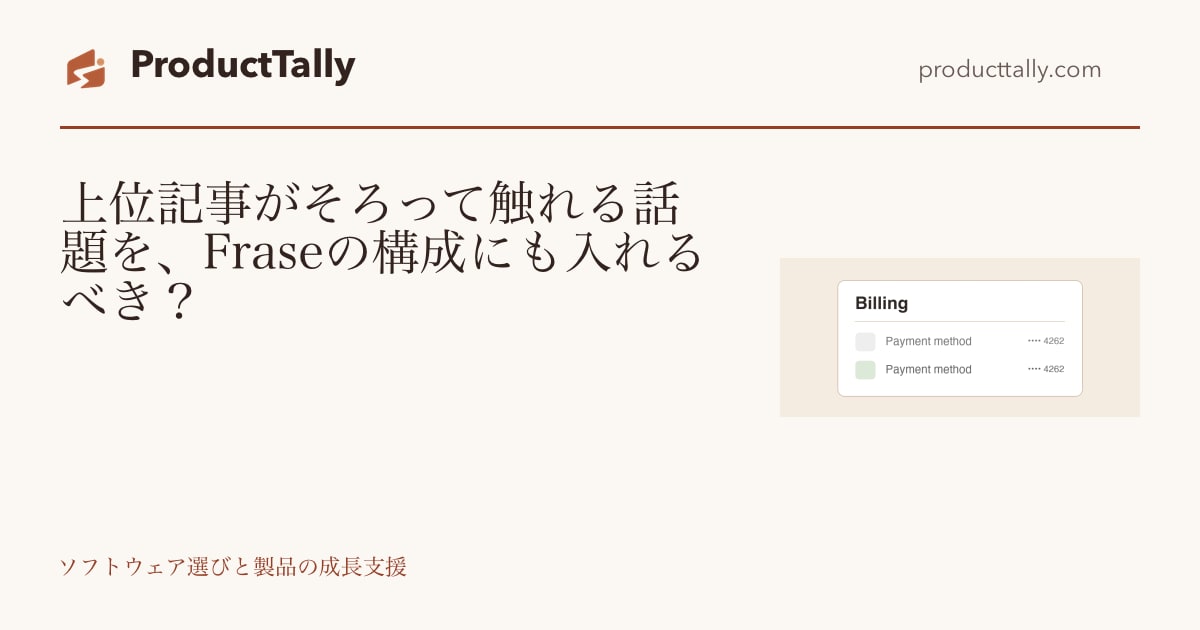 ProductTally
producttally.com
上位記事がそろって触れる話
題を、Fraseの構成にも入れる
べき？
Billing
Payment method •••• 4262
Payment method •••• 4262
ソフトウェア選びと製品の成長支援